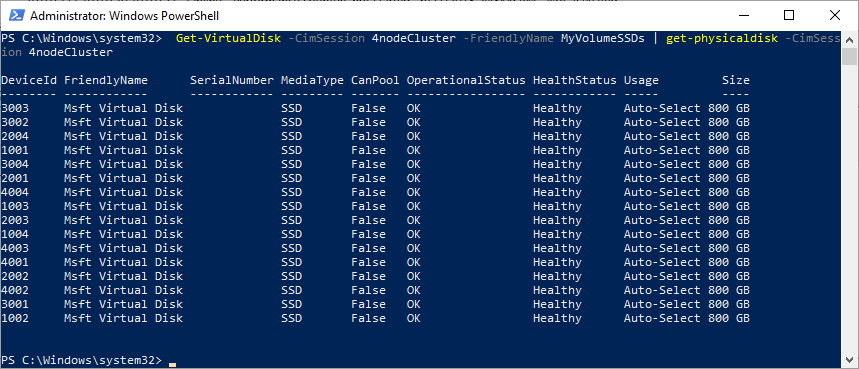 Administrator: Windows PowerShell
PS C:\Windows\system32>  Get-VirtualDisk -CimSession 4nodeCluster -FriendlyName MyVolumeSSDs | get-physicaldisk -CimSess
ion 4nodeCluster
DeviceId FriendlyName      SerialNumber MediaType CanPool OperationalStatus HealthStatus Usage         Size
-------- ------------      ------------ --------- ------- ----------------- ------------ -----         ----
3003     Msft Virtual Disk              SSD       False   OK                Healthy      Auto-Select 800 GB
3002     Msft Virtual Disk              SSD       False   OK                Healthy      Auto-Select 800 GB
2004     Msft Virtual Disk              SSD       False   OK                Healthy      Auto-Select 800 GB
1001     Msft Virtual Disk              SSD       False   OK                Healthy      Auto-Select 800 GB
3004     Msft Virtual Disk              SSD       False   OK                Healthy      Auto-Select 800 GB
2001     Msft Virtual Disk              SSD       False   OK                Healthy      Auto-Select 800 GB
4004     Msft Virtual Disk              SSD       False   OK                Healthy      Auto-Select 800 GB
1003     Msft Virtual Disk              SSD       False   OK                Healthy      Auto-Select 800 GB
2003     Msft Virtual Disk              SSD       False   OK                Healthy      Auto-Select 800 GB
1004     Msft Virtual Disk              SSD       False   OK                Healthy      Auto-Select 800 GB
4003     Msft Virtual Disk              SSD       False   OK                Healthy      Auto-Select 800 GB
4001     Msft Virtual Disk              SSD       False   OK                Healthy      Auto-Select 800 GB
2002     Msft Virtual Disk              SSD       False   OK                Healthy      Auto-Select 800 GB
4002     Msft Virtual Disk              SSD       False   OK                Healthy      Auto-Select 800 GB
3001     Msft Virtual Disk              SSD       False   OK                Healthy      Auto-Select 800 GB
1002     Msft Virtual Disk              SSD       False   OK                Healthy      Auto-Select 800 GB
PS C:\Windows\system32>